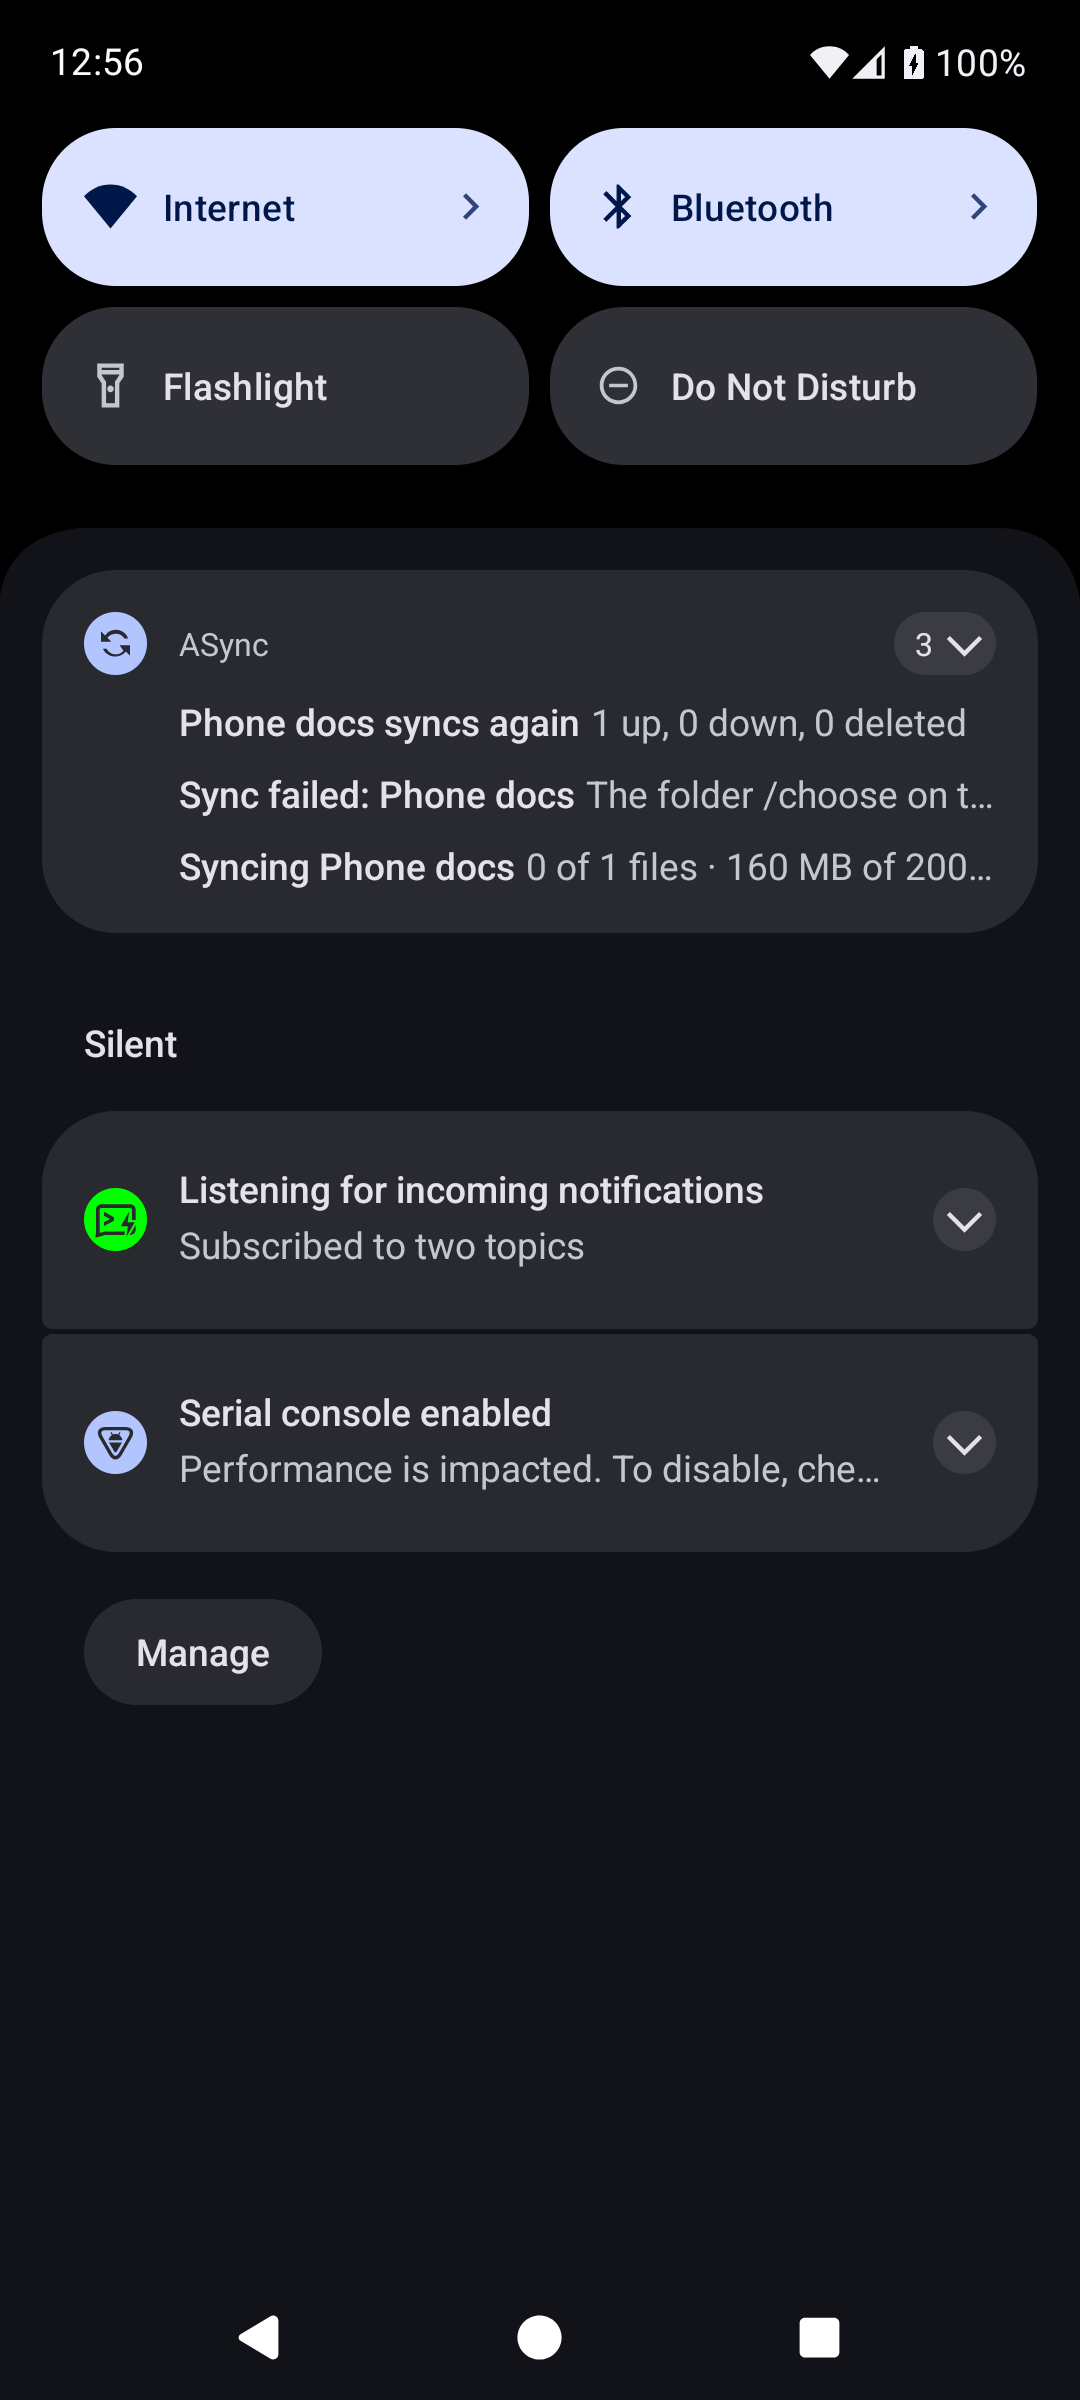 12:56
100%
Internet
Bluetooth
Flashlight
Do Not Disturb
ASync
3
Phone docs syncs again 1 up, 0 down, 0 deleted
Sync failed: Phone docs The folder /choose on t…
Syncing Phone docs 0 of 1 files · 160 MB of 200…
Silent
Listening for incoming notifications
Subscribed to two topics
Serial console enabled
Performance is impacted. To disable, che…
Manage